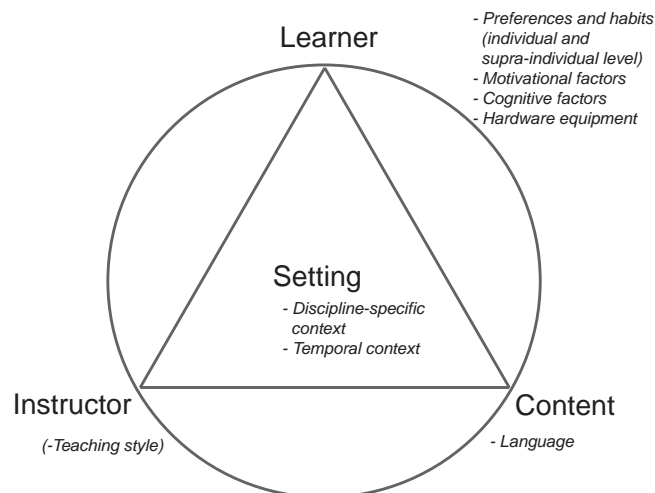 Learner
- Preferences and habits
(individual and
supra-individual level)
- Motivational factors
- Cognitive factors
- Hardware equipment
Setting
- Discipline-specific
context
- Temporal context
Instructor
(-Teaching style)
Content
- Language